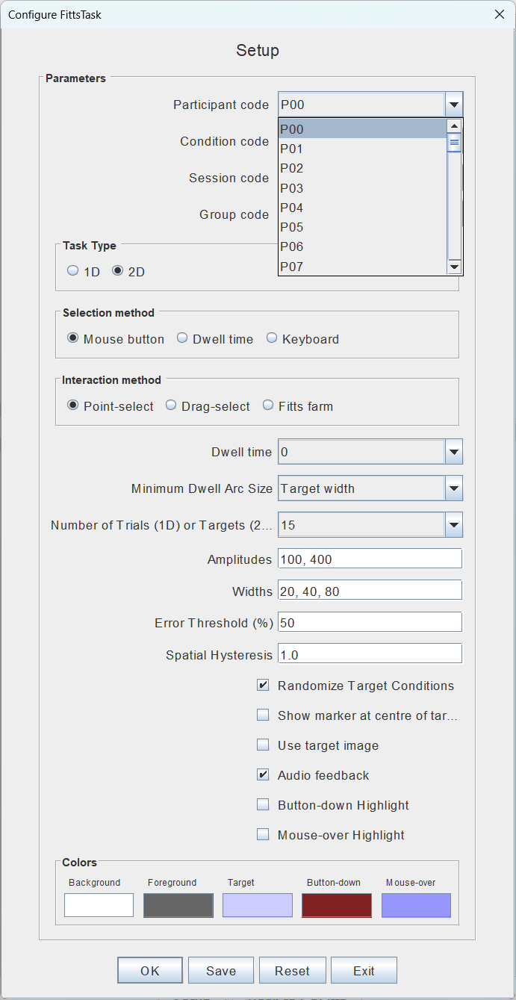 Configure FittsTask
Setup
Parameters
Participant code P00
P00
P01
P02
P03
P04
P05
P06
P07
Condition code
Session code
Group code
Task Type
1D 2D
Selection method
Mouse button Dwell time Keyboard
Interaction method
Point-select Drag-select Fitts farm
Dwell time 0
Minimum Dwell Arc Size Target width
Number of Trials (1D) or Targets (2... 15
Amplitudes 100, 400
Widths 20, 40, 80
Error Threshold (%) 50
Spatial Hysteresis 1.0
Randomize Target Conditions
Show marker at centre of tar...
Use target image
Audio feedback
Button-down Highlight
Mouse-over Highlight
Colors
Background Foreground Target Button-down Mouse-over
OK Save Reset Exit